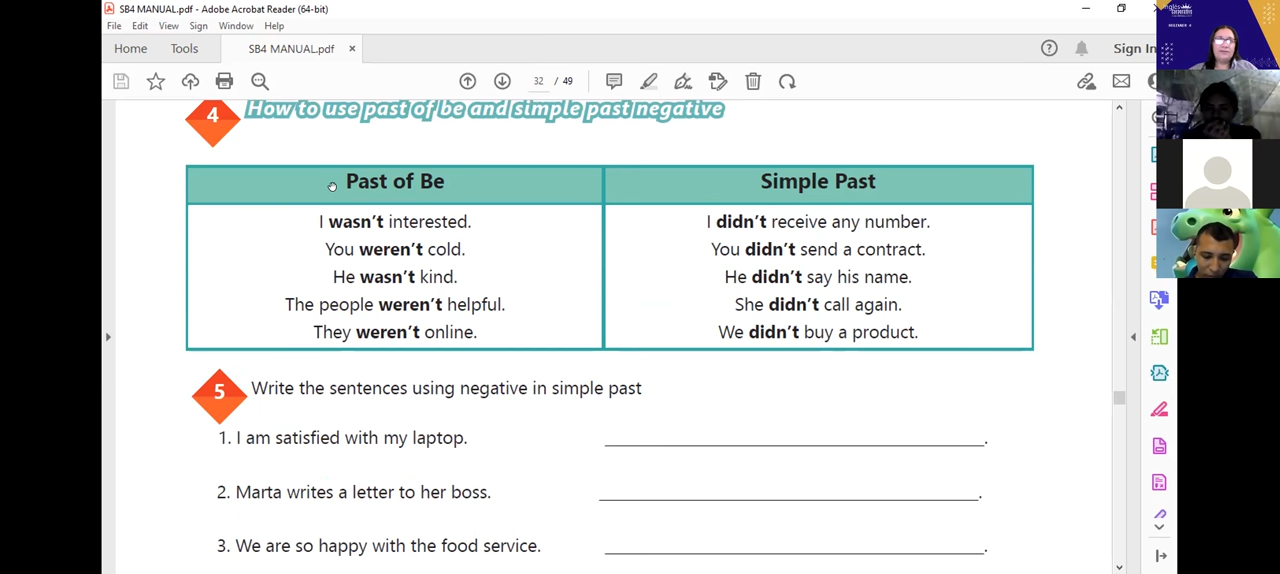 SB4 MANUAL.pdf - Adobe Acrobat Reader (64-bit)
File Edit View Sign Window Help
Home Tools SB4 MANUAL.pdf × Sign In
32 / 49
4 How to use past of be and simple past negative
Past of Be Simple Past
I wasn't interested. I didn't receive any number.
You weren't cold. You didn't send a contract.
He wasn't kind. He didn't say his name.
The people weren't helpful. She didn't call again.
They weren't online. We didn't buy a product.
5 Write the sentences using negative in simple past
1. I am satisfied with my laptop. ______.
2. Marta writes a letter to her boss. ______.
3. We are so happy with the food service. ______.